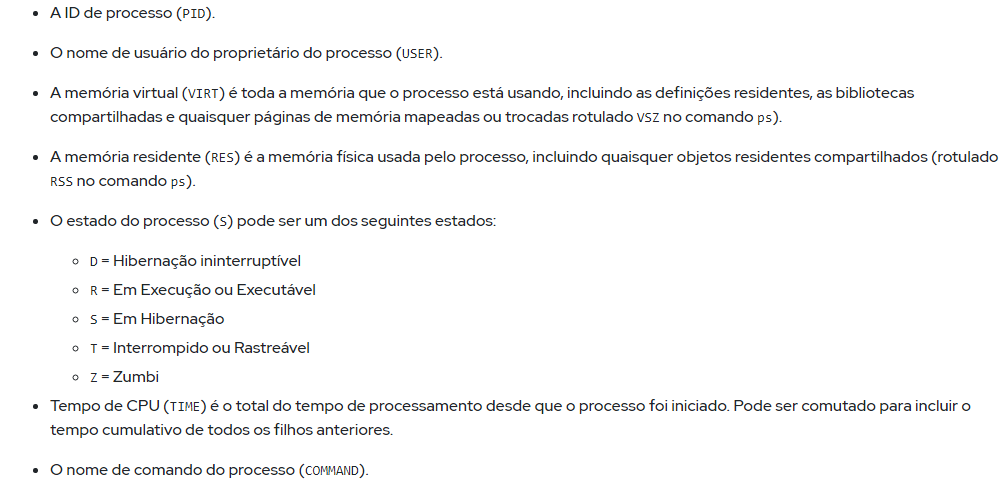 • A ID de processo (PID).
• O nome de usuário do proprietário do processo (USER).
• A memória virtual (VIRT) é toda a memória que o processo está usando, incluindo as definições residentes, as bibliotecas
compartilhadas e quaisquer páginas de memória mapeadas ou trocadas rotulado VSZ no comando ps).
• A memória residente (RES) é a memória física usada pelo processo, incluindo quaisquer objetos residentes compartilhados (rotulado
RSS no comando ps).
• O estado do processo (S) pode ser um dos seguintes estados:
◦ D = Hibernação ininterruptível
◦ R = Em Execução ou Executável
◦ S = Em Hibernação
◦ T = Interrompido ou Rastreável
◦ Z = Zumbi
• Tempo de CPU (TIME) é o total do tempo de processamento desde que o processo foi iniciado. Pode ser comutado para incluir o
tempo cumulativo de todos os filhos anteriores.
• O nome de comando do processo (COMMAND).